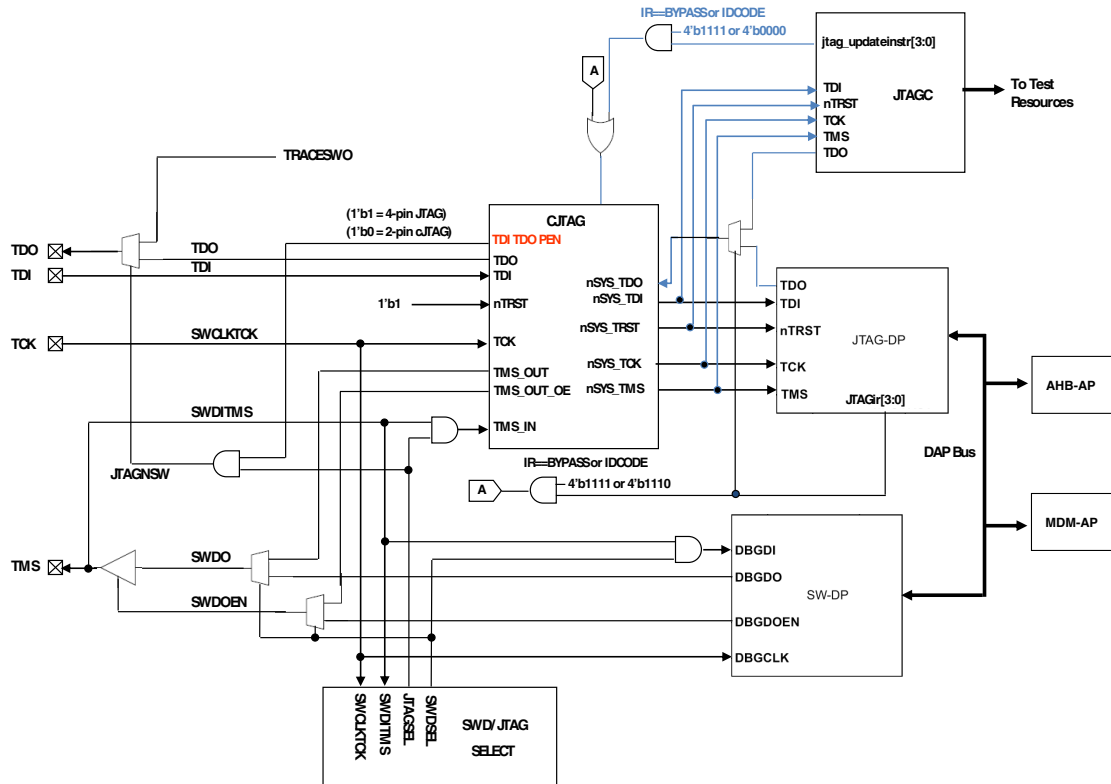 IR==BYPASS or IDCODE
4'b1111 or 4'b0000
jtag_updateinstr[3:0]
A
TDI
nTRST
TCK
TMS
TDO
JTAGC
To Test
Resources
TRACESWO
(1'b1 = 4-pin JTAG)
(1'b0 = 2-pin cJTAG)
CJTAG
TDI TDO PEN
TDO
TDO
TDO
TDI
TDI
TDI
1'b1
nTRST
TCK
SWCLKTCK
TCK
TMS_OUT
TMS_OUT_OE
SWDITMS
TMS_IN
nSYS_TDO
nSYS_TDI
nSYS_TRST
nSYS_TCK
nSYS_TMS
TDO
TDI
nTRST
TCK
TMS
JTAG-DP
JTAGir[3:0]
AHB-AP
DAP Bus
MDM-AP
JTAGNSW
IR==BYPASS or IDCODE
A
4'b1111 or 4'b1110
TMS
SWDO
SWDOEN
DBGDI
DBGDO
DBGDOEN
DBGCLK
SW-DP
SWCLKTCK
SWDITMS
JTAGSEL
SWDSEL
SWD/JTAG
SELECT